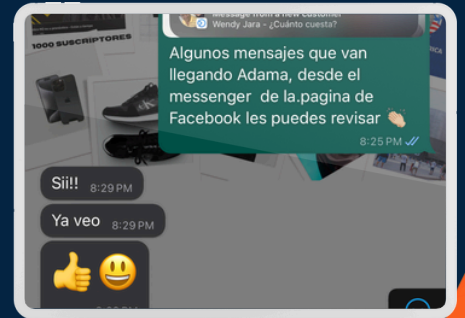 Message from a new customer
Wendy Jara - ¿Cuánto cuesta?
1000 SUSCRIPTORES
Algunos mensajes que van
llegando Adama, desde el
messenger de la.pagina de
Facebook les puedes revisar 👏🏻
8:25 PM
Sii!! 8:29 PM
Ya veo 8:29 PM
👍😃